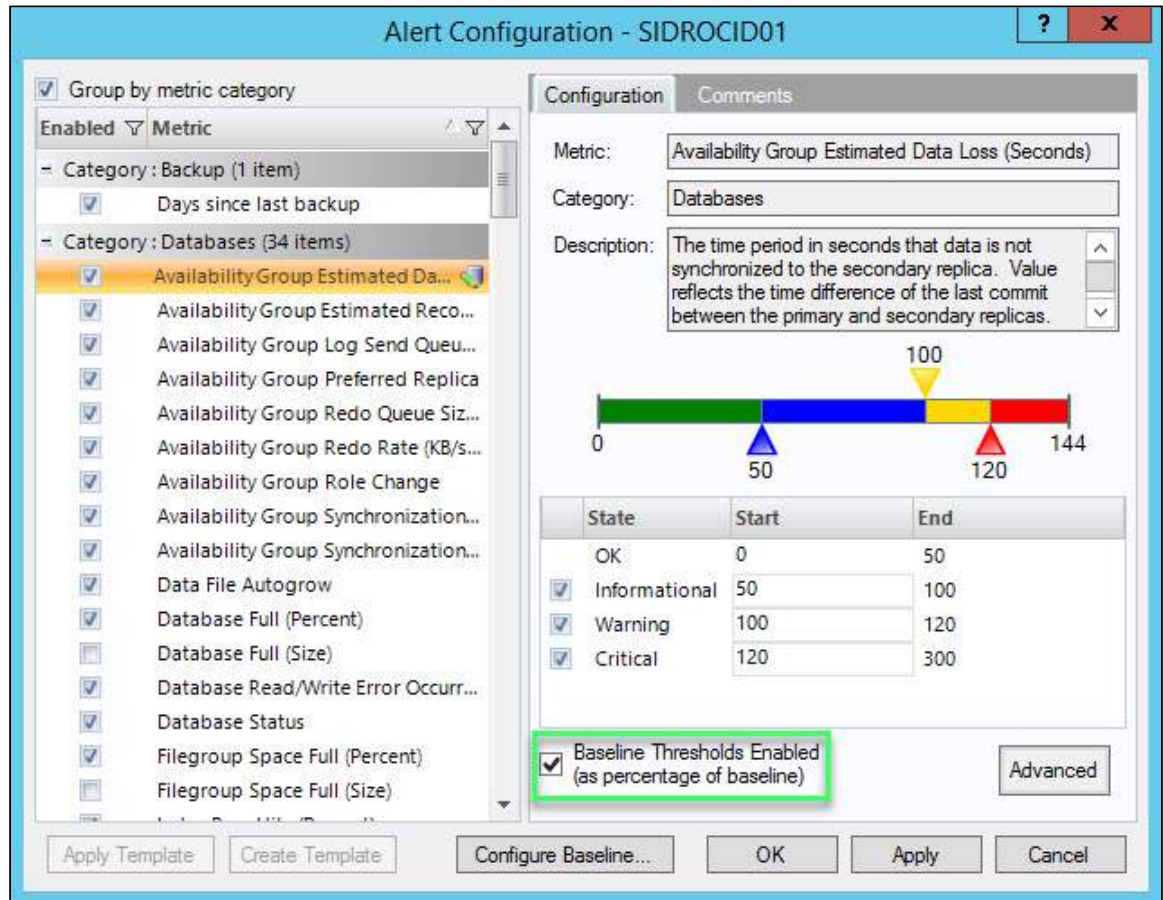 Alert Configuration - SIDROCID01
?
x
Group by metric category
Enabled Metric
- Category : Backup (1 item)
Days since last backup
- Category : Databases (34 items)
Availability Group Estimated Da...
Availability Group Estimated Reco...
Availability Group Log Send Queu...
Availability Group Preferred Replica
Availability Group Redo Queue Siz...
Availability Group Redo Rate (KB/s...
Availability Group Role Change
Availability Group Synchronization...
Availability Group Synchronization...
Data File Autogrow
Database Full (Percent)
Database Full (Size)
Database Read/Write Error Occurr...
Database Status
Filegroup Space Full (Percent)
Filegroup Space Full (Size)
Configuration Comments
Metric: Availability Group Estimated Data Loss (Seconds)
Category: Databases
Description: The time period in seconds that data is not
synchronized to the secondary replica. Value
reflects the time difference of the last commit
between the primary and secondary replicas.
100
0 144
50 120
State Start End
OK 0 50
Informational 50 100
Warning 100 120
Critical 120 300
Baseline Thresholds Enabled
(as percentage of baseline)
Advanced
Apply Template Create Template Configure Baseline... OK Apply Cancel